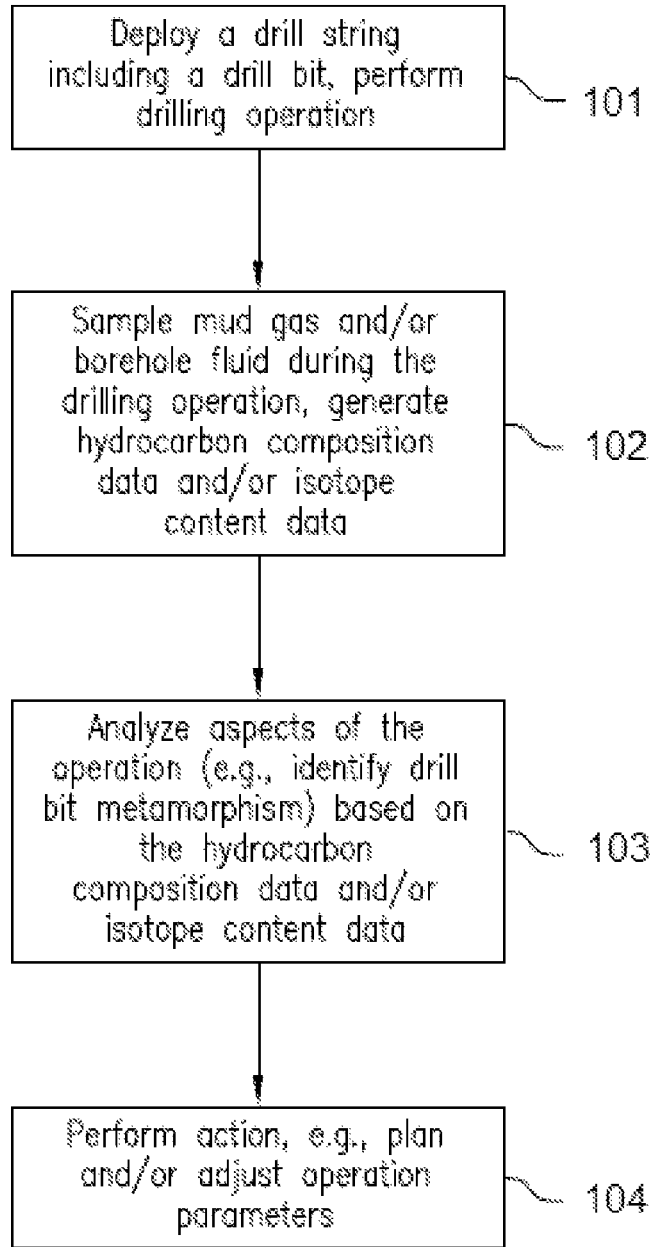 Deploy a drill string
including a drill bit, perform
drilling operation
101
Sample mud gas and/or
borehole fluid during the
drilling operation, generate
hydrocarbon composition
data and/or isotope
content data
102
Analyze aspects of the
operation (e.g., identify drill
bit metamorphism) based on
the hydrocarbon
composition data and/or
isotope content data
103
Perform action, e.g., plan
and/or adjust operation
parameters
104